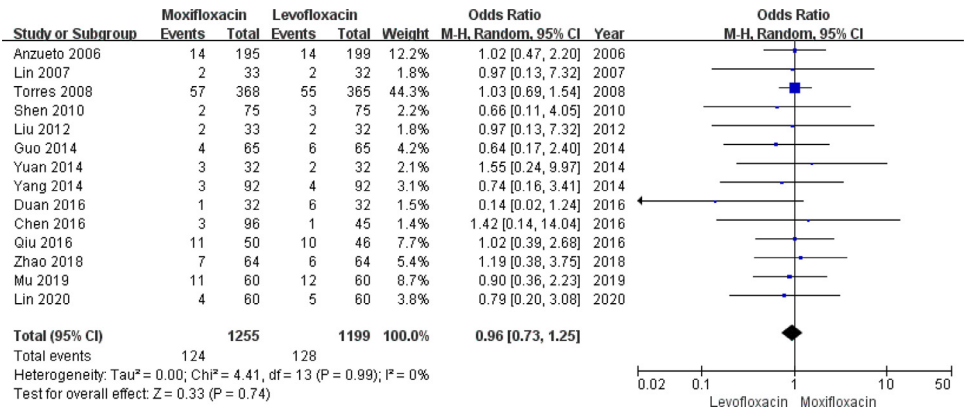 Moxifloxacin Levofloxacin Odds Ratio Odds Ratio
Study or Subgroup Events Total Events Total Weight M-H, Random, 95% CI Year M-H, Random, 95% CI
Anzueto 2006 14 195 14 199 12.2% 1.02 [0.47, 2.20] 2006
Lin 2007 2 33 2 32 1.9% 0.97 [0.13, 7.32] 2007
Torres 2008 57 368 55 365 44.3% 1.03 [0.69, 1.54] 2008
Shen 2010 2 75 3 75 2.2% 0.66 [0.11, 4.05] 2010
Liu 2012 2 33 2 32 1.8% 0.97 [0.13, 7.32] 2012
Guo 2014 4 65 6 65 4.2% 0.64 [0.17, 2.40] 2014
Yuan 2014 3 32 2 32 2.1% 1.55 [0.24, 9.97] 2014
Yang 2014 3 92 4 92 3.1% 0.74 [0.16, 3.41] 2014
Duan 2016 1 32 6 32 1.5% 0.14 [0.02, 1.24] 2016
Chen 2016 3 96 1 45 1.4% 1.42 [0.14, 14.04] 2016
Qiu 2016 11 50 10 46 7.7% 1.02 [0.39, 2.68] 2016
Zhao 2018 7 64 6 64 5.4% 1.19 [0.38, 3.75] 2018
Mu 2019 11 60 12 60 8.7% 0.90 [0.36, 2.23] 2019
Lin 2020 4 60 5 60 3.8% 0.79 [0.20, 3.08] 2020
Total (95% CI) 1255 1199 100.0% 0.96 [0.73, 1.25]
Total events 124 128
Heterogeneity: Tau² = 0.00; Chi² = 4.41, df = 13 (P = 0.99); I² = 0%
Test for overall effect: Z = 0.33 (P = 0.74)
0.02 0.1 1 10 50
Levofloxacin Moxifloxacin